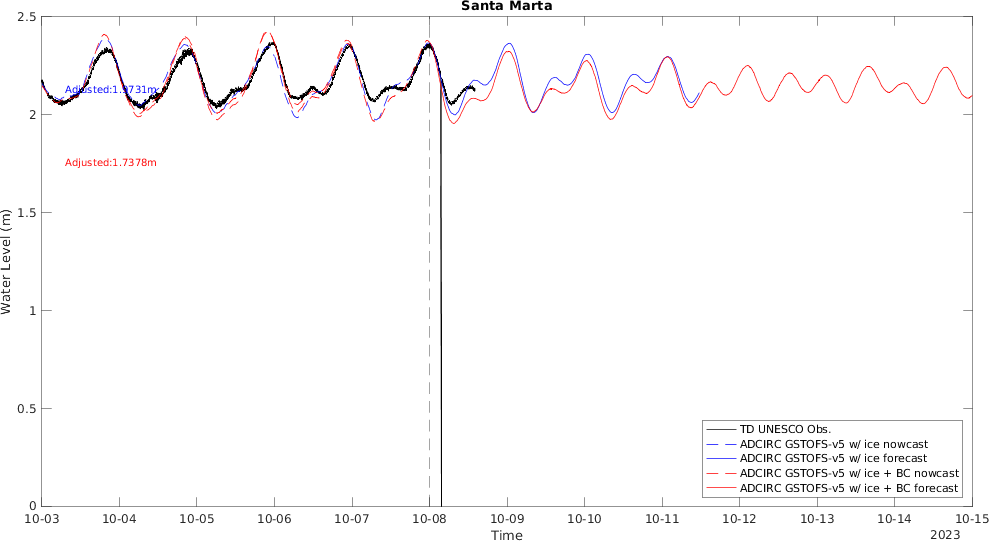 Santa Marta
2.5
2
1.5
1
0.5
0
Water Level (m)
Adjusted:1.9731m
Adjusted:1.7378m
TD UNESCO Obs.
ADCIRC GSTOFS-v5 w/ ice nowcast
ADCIRC GSTOFS-v5 w/ ice forecast
ADCIRC GSTOFS-v5 w/ ice + BC nowcast
ADCIRC GSTOFS-v5 w/ ice + BC forecast
10-03 10-04 10-05 10-06 10-07 10-08 10-09 10-10 10-11 10-12 10-13 10-14 10-15
Time
2023